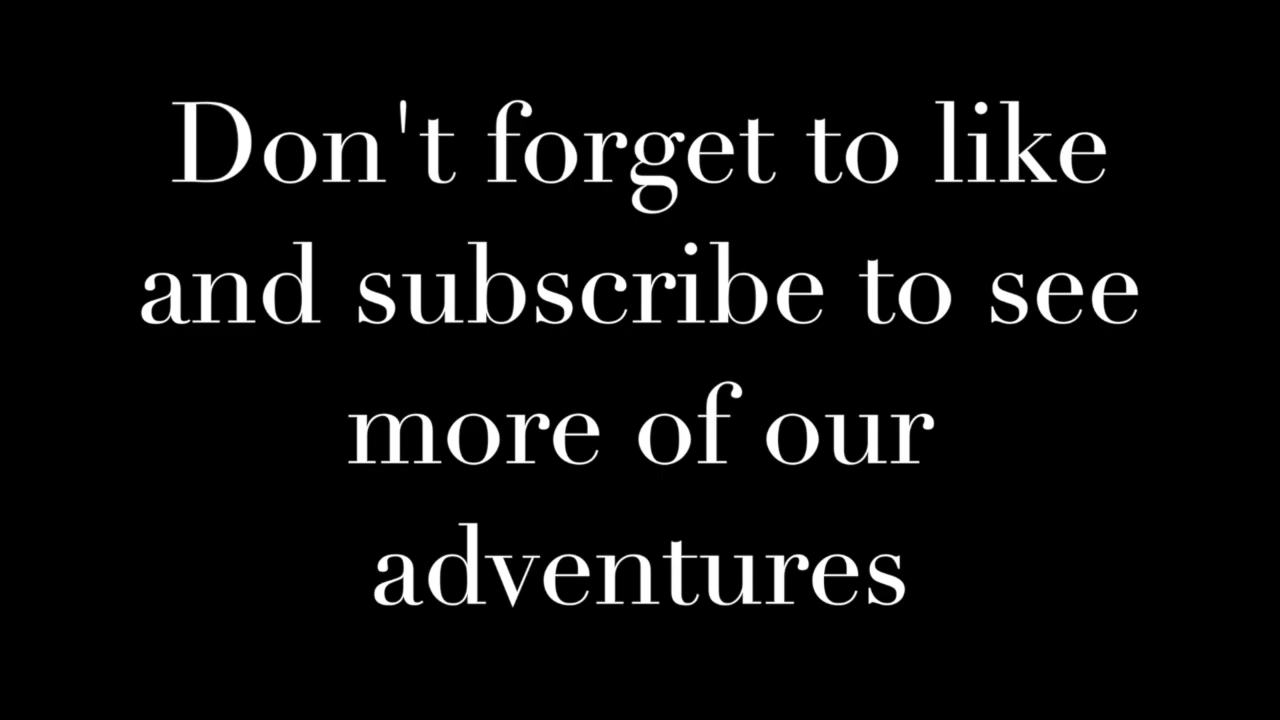 Don't forget to like
and subscribe to see
more of our
adventures